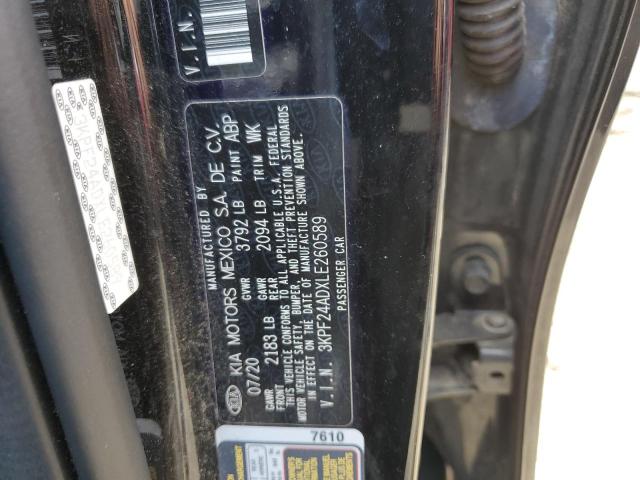 V.I.N.
MANUFACTURED BY
KIA KIA MOTORS MEXICO S.A. DE C.V.
07/20 GVWR 3792 LB PAINT ABP
GAWR FRONT 2183 LB GAWR REAR 2094 LB TRIM WK
THIS VEHICLE CONFORMS TO ALL APPLICABLE U.S.A. FEDERAL
MOTOR VEHICLE SAFETY, BUMPER, AND THEFT PREVENTION STANDARDS
IN EFFECT ON THE DATE OF MANUFACTURE SHOWN ABOVE.
V.I.N. 3KPF24ADXLE260589
PASSENGER CAR
7610